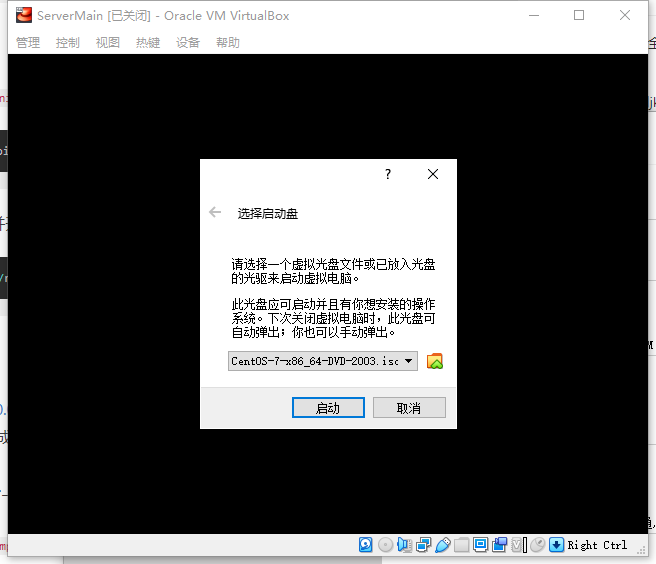 ServerMain [已关闭] - Oracle VM VirtualBox
管理 控制 视图 热键 设备 帮助
?
选择启动盘
请选择一个虚拟光盘文件或已放入光盘
的光驱来启动虚拟电脑。
此光盘应可启动并且有你想安装的操作
系统。下次关闭虚拟电脑时，此光盘可
自动弹出；你也可以手动弹出。
CentOS-7-x86_64-DVD-2003.iso
启动 取消
Right Ctrl